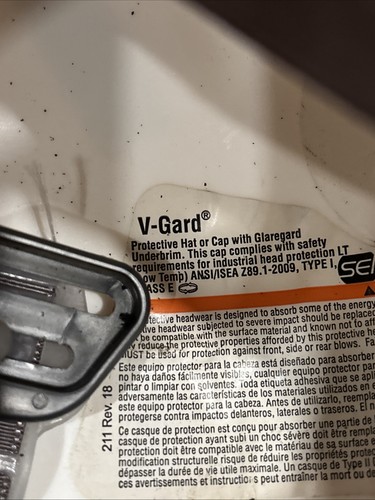 V-Gard®
Protective Hat or Cap with Glaregard
Underbrim. This cap complies with safety
requirements for industrial head protection LT
(Low Temp) ANSI/ISEA Z89.1-2009, TYPE I,
CLASS E
SEI
tective headwear is designed to absorb some of the energy
tive headwear subjected to severe impact should be replaced
be compatible with the surface material and known not to af
may reduce the protective properties afforded by this protective he
MUST be used for protection against front, side or rear blows. Fa
Este equipo protector para la cabeza está diseñado para absorber
no haya daños fácilmente visibles, cualquier equipo protector para
pintar o limpiar con solventes. Toda etiqueta adhesiva que se apli
adversamente las características de los materiales utilizados en e
este equipo protector para la cabeza. Antes de utilizarlo, reempla
protegerse contra impactos delanteros, laterales o traseros. El no
Ce casque de protection est conçu pour absorber une partie de
casque de protection ayant subi un choc sévère doit être rempla
protection doit être compatible avec le matériau de sa surface e
modification structurelle risque de réduire les propriétés protect
dépasser la durée de vie utile maximale. Un casque de Type II D
ces avertissements et instructions peut entraîner la mort ou de
211 Rev. 18